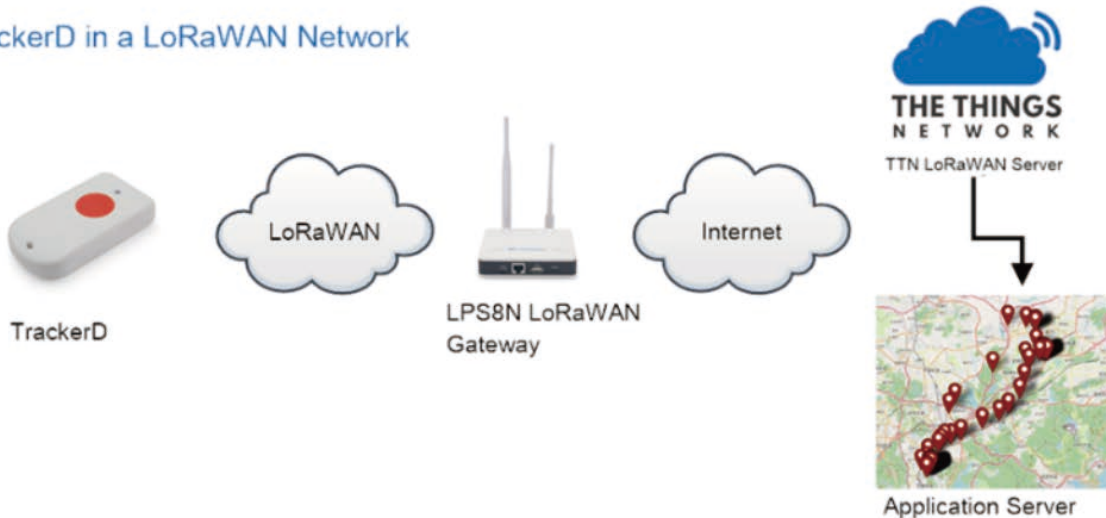 ckerD in a LoRaWAN Network
THE THINGS
NETWORK
TTN LoRaWAN Server
LoRaWAN
Internet
TrackerD
LPS8N LoRaWAN
Gateway
Application Server